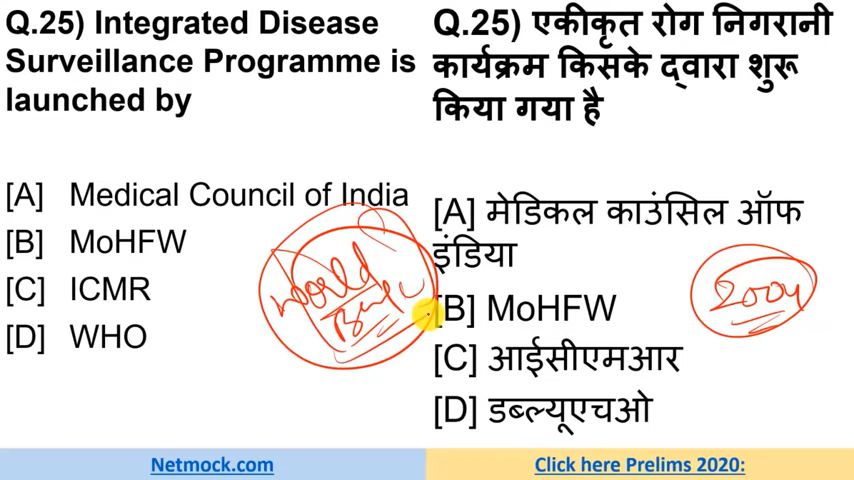 Q.25) Integrated Disease
Surveillance Programme is
launched by
[A] Medical Council of India
[B] MoHFW
[C] ICMR
[D] WHO
Q.25) एकीकृत रोग निगरानी
कार्यक्रम किसके द्वारा शुरू
किया गया है
[A] मेडिकल काउंसिल ऑफ
इंडिया
[B] MoHFW
[C] आईसीएमआर
[D] डब्ल्यूएचओ
World
Bank
2004
Netmock.com
Click here Prelims 2020: